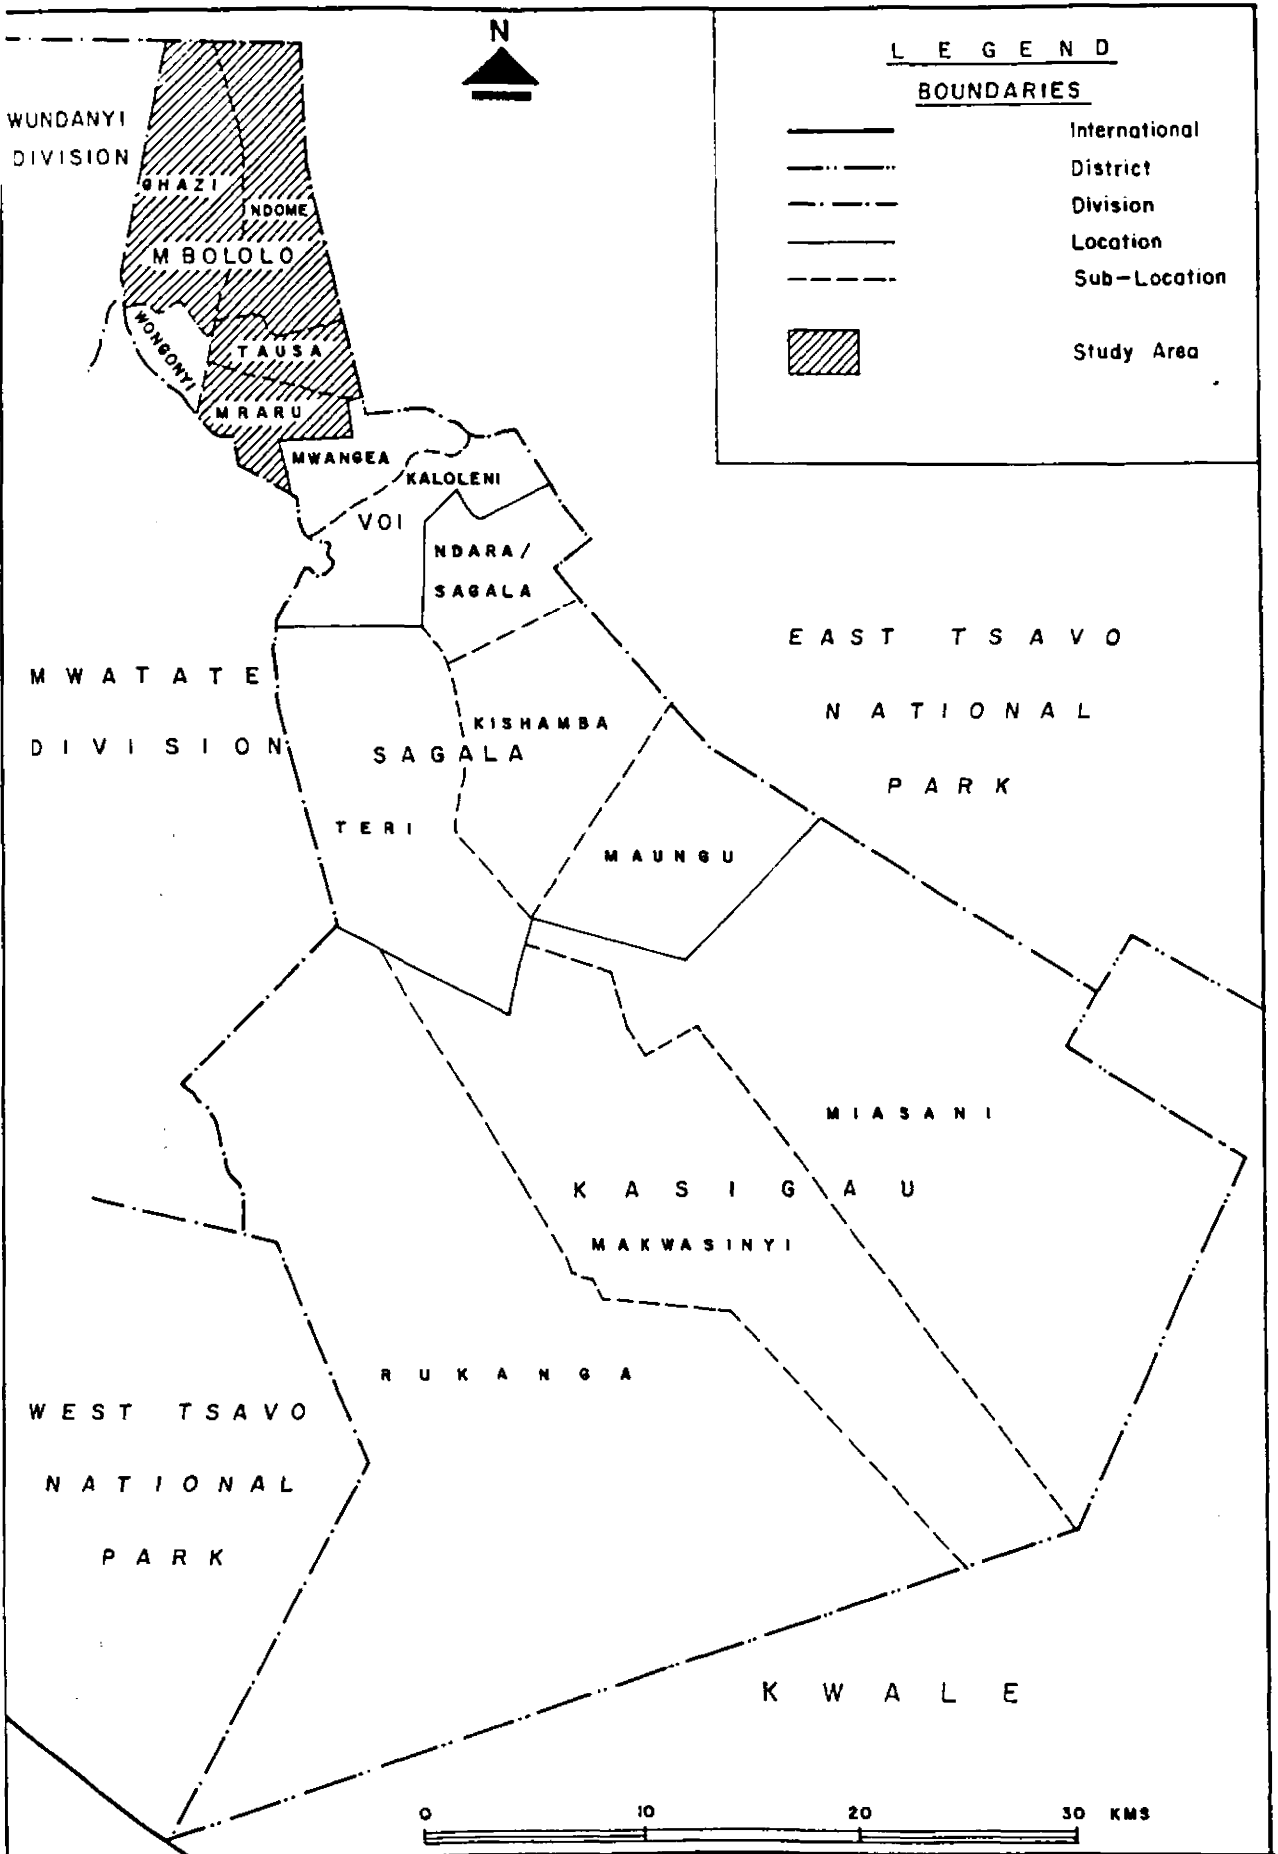 N
L E G E N D
BOUNDARIES
International
District
Division
Location
Sub-Location
Study Area
WUNDANYI
DIVISION
GHAZI
NDOME
MBOLOLO
WONGONYI
TAUSA
MRARU
MWANGEA
KALOLENI
VOI
NDARA/
SAGALA
EAST TSAVO
NATIONAL
PARK
MWATATE
DIVISION
KISHAMBA
SAGALA
TERI
MAUNGU
MIASANI
KASIGAU
MAKWASINYI
RUKANGA
WEST TSAVO
NATIONAL
PARK
KWALE
0 10 20 30 KMS